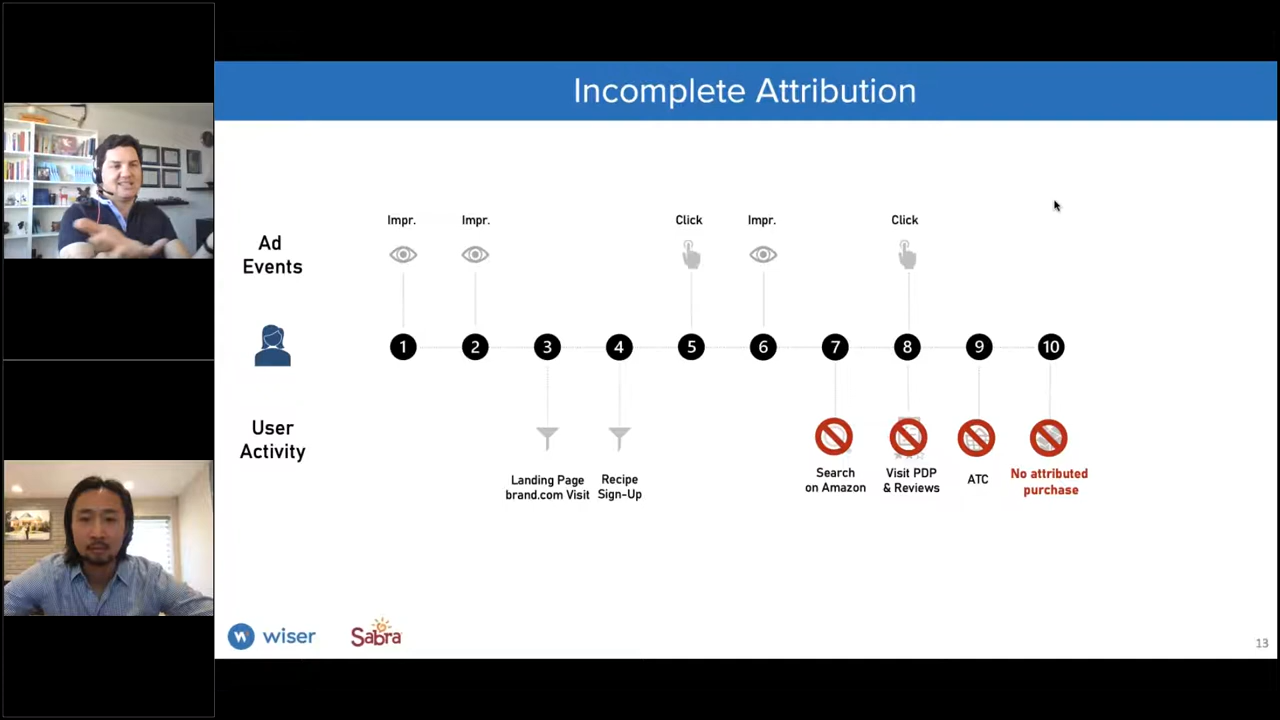 Incomplete Attribution
Impr.
Impr.
Click
Impr.
Click
Ad
Events
1
2
3
4
5
6
7
8
9
10
User
Activity
Landing Page
brand.com Visit
Recipe
Sign-Up
Search
on Amazon
Visit PDP
& Reviews
ATC
No attributed
purchase
w wiser
Sabra
13